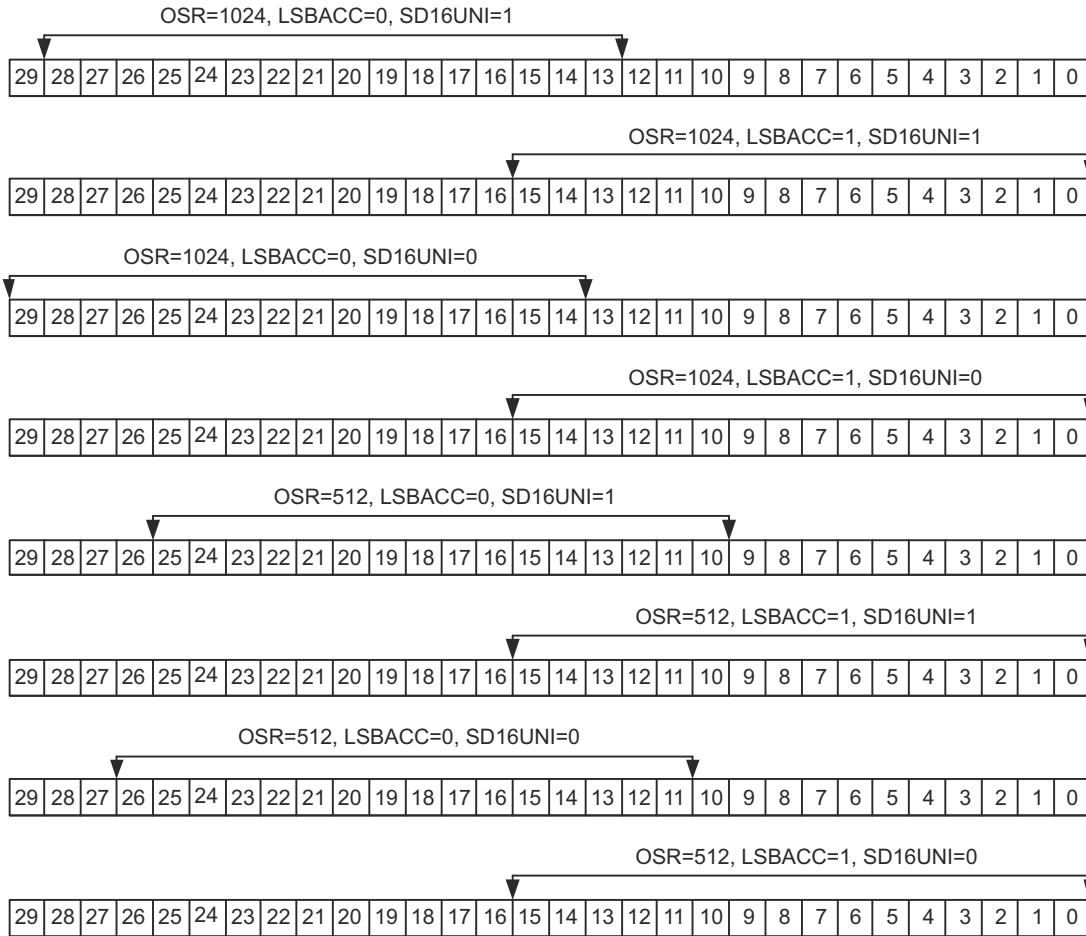 OSR=1024, LSBACC=0, SD16UNI=1
29 28 27 26 25 24 23 22 21 20 19 18 17 16 15 14 13 12 11 10 9 8 7 6 5 4 3 2 1 0
OSR=1024, LSBACC=1, SD16UNI=1
29 28 27 26 25 24 23 22 21 20 19 18 17 16 15 14 13 12 11 10 9 8 7 6 5 4 3 2 1 0
OSR=1024, LSBACC=0, SD16UNI=0
29 28 27 26 25 24 23 22 21 20 19 18 17 16 15 14 13 12 11 10 9 8 7 6 5 4 3 2 1 0
OSR=1024, LSBACC=1, SD16UNI=0
29 28 27 26 25 24 23 22 21 20 19 18 17 16 15 14 13 12 11 10 9 8 7 6 5 4 3 2 1 0
OSR=512, LSBACC=0, SD16UNI=1
29 28 27 26 25 24 23 22 21 20 19 18 17 16 15 14 13 12 11 10 9 8 7 6 5 4 3 2 1 0
OSR=512, LSBACC=1, SD16UNI=1
29 28 27 26 25 24 23 22 21 20 19 18 17 16 15 14 13 12 11 10 9 8 7 6 5 4 3 2 1 0
OSR=512, LSBACC=0, SD16UNI=0
29 28 27 26 25 24 23 22 21 20 19 18 17 16 15 14 13 12 11 10 9 8 7 6 5 4 3 2 1 0
OSR=512, LSBACC=1, SD16UNI=0
29 28 27 26 25 24 23 22 21 20 19 18 17 16 15 14 13 12 11 10 9 8 7 6 5 4 3 2 1 0